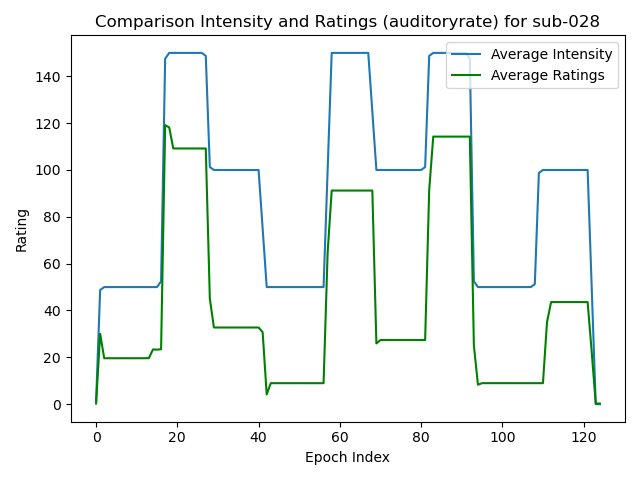 Comparison Intensity and Ratings (auditoryrate) for sub-028
Average Intensity
Average Ratings
Rating
140
120
100
80
60
40
20
0
0 20 40 60 80 100 120
Epoch Index